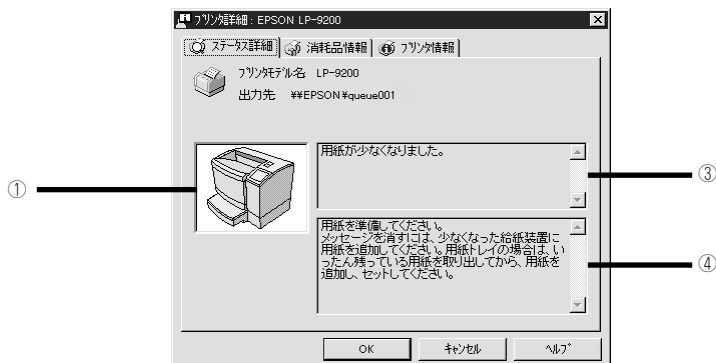 プリンタ詳細 : EPSON LP-9200
ステータス詳細 消耗品情報 プリンタ情報
プリンタモデル名 LP-9200
出力先 ¥¥EPSON¥queue001
①
用紙が少なくなりました。
③
用紙を準備してください。
メッセージを消すには、少なくなった給紙装置に
用紙を追加してください。用紙トレイの場合は、い
ったん残っている用紙を取り出してから、用紙を
追加し、セットしてください。
④
OK キャンセル ヘルプ